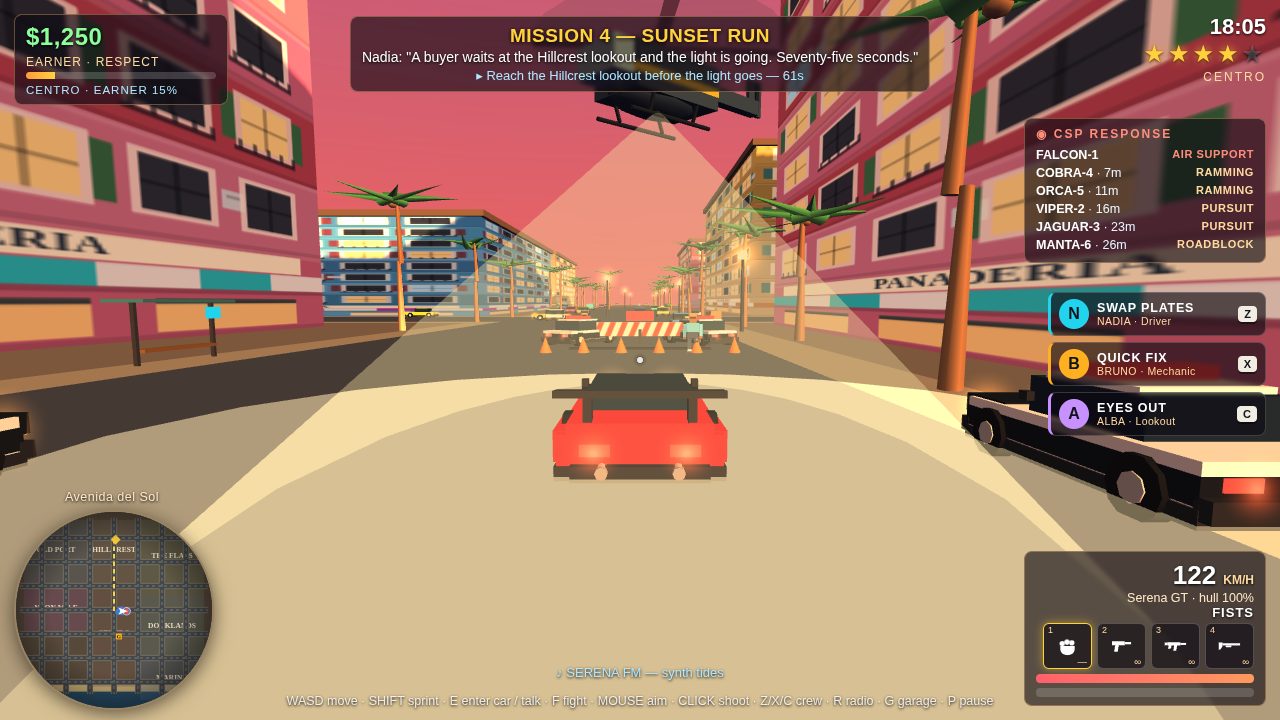 $1,250
EARNER · RESPECT
CENTRO · EARNER 15%
MISSION 4 — SUNSET RUN
Nadia: "A buyer waits at the Hillcrest lookout and the light is going. Seventy-five seconds."
▸ Reach the Hillcrest lookout before the light goes — 61s
18:05
CENTRO
◉ CSP RESPONSE
FALCON-1 AIR SUPPORT
COBRA-4 · 7m RAMMING
ORCA-5 · 11m RAMMING
VIPER-2 · 16m PURSUIT
JAGUAR-3 · 23m PURSUIT
MANTA-6 · 26m ROADBLOCK
ERIA
PANADERIA
N SWAP PLATES Z
NADIA · Driver
B QUICK FIX X
BRUNO · Mechanic
A EYES OUT C
ALBA · Lookout
Avenida del Sol
HILLCREST
122 KM/H
Serena GT · hull 100%
FISTS
1 2 3 4
— ∞ ∞ ∞
♪ SERENA FM — synth tides
WASD move · SHIFT sprint · E enter car / talk · F fight · MOUSE aim · CLICK shoot · Z/X/C crew · R radio · G garage · P pause